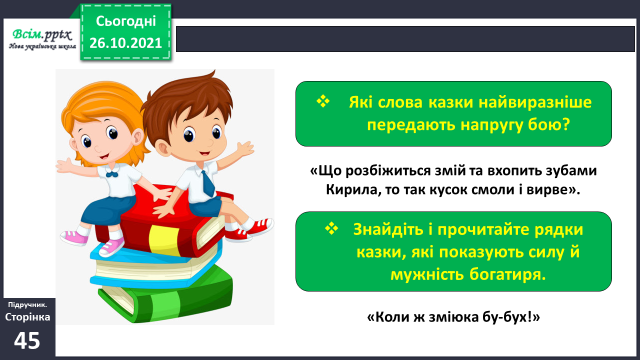 Всім.pptx
Нова українська школа
Сьогодні
26.10.2021
❖ Які слова казки найвиразніше
передають напругу бою?
«Що розбіжиться змій та вхопить зубами
Кирила, то так кусок смоли і вирве».
❖ Знайдіть і прочитайте рядки
казки, які показують силу й
мужність богатиря.
«Коли ж зміюка бу-бух!»
Підручник.
Сторінка
45